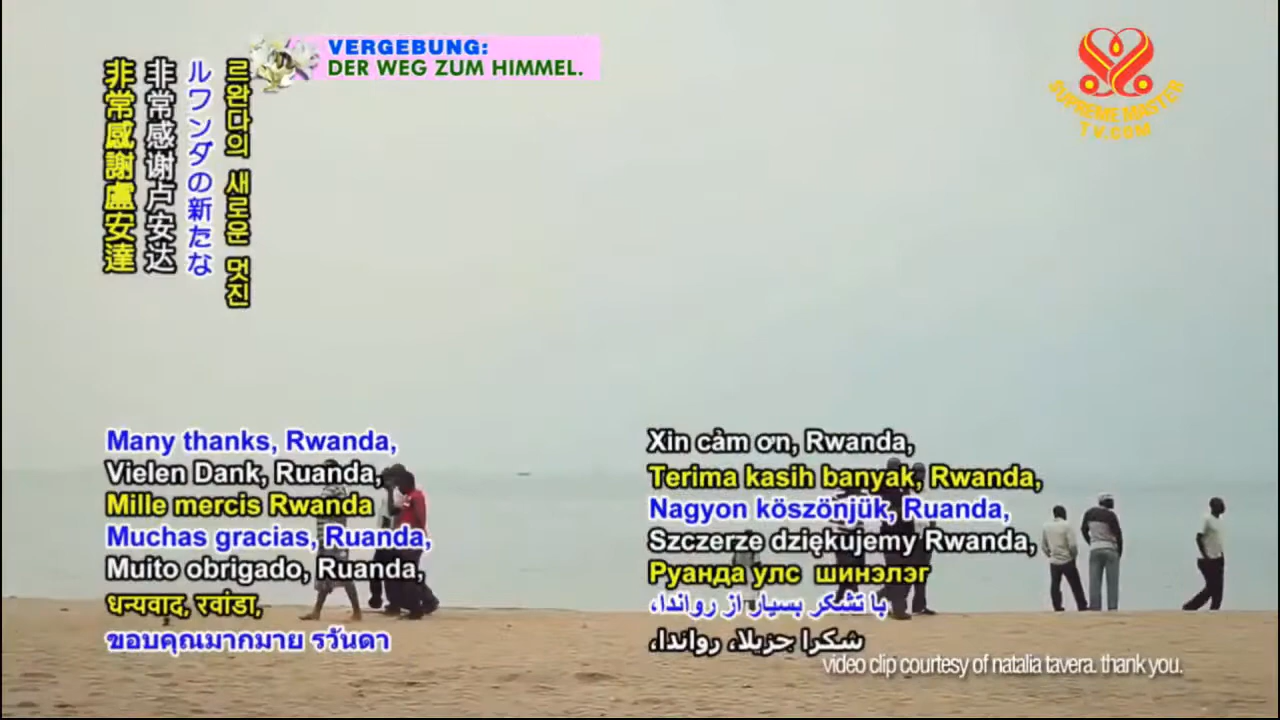 VERGEBUNG:
DER WEG ZUM HIMMEL.
SUPREME MASTER
TV.COM
非常感謝盧安達
非常感谢卢安达
ルワンダの新たな
르완다의 새로운 멋진
Many thanks, Rwanda,
Vielen Dank, Ruanda,
Mille mercis Rwanda
Muchas gracias, Ruanda,
Muito obrigado, Ruanda,
धन्यवाद, रवांडा,
ขอบคุณมากมาย รวันดา
Xin cảm ơn, Rwanda,
Terima kasih banyak, Rwanda,
Nagyon köszönjük, Ruanda,
Szczerze dziękujemy Rwanda,
Руанда улс шинэлэг
با تشکر بسیار از رواندا،
شكرا جزيلا، رواندا،
video clip courtesy of natalia tavera. thank you.